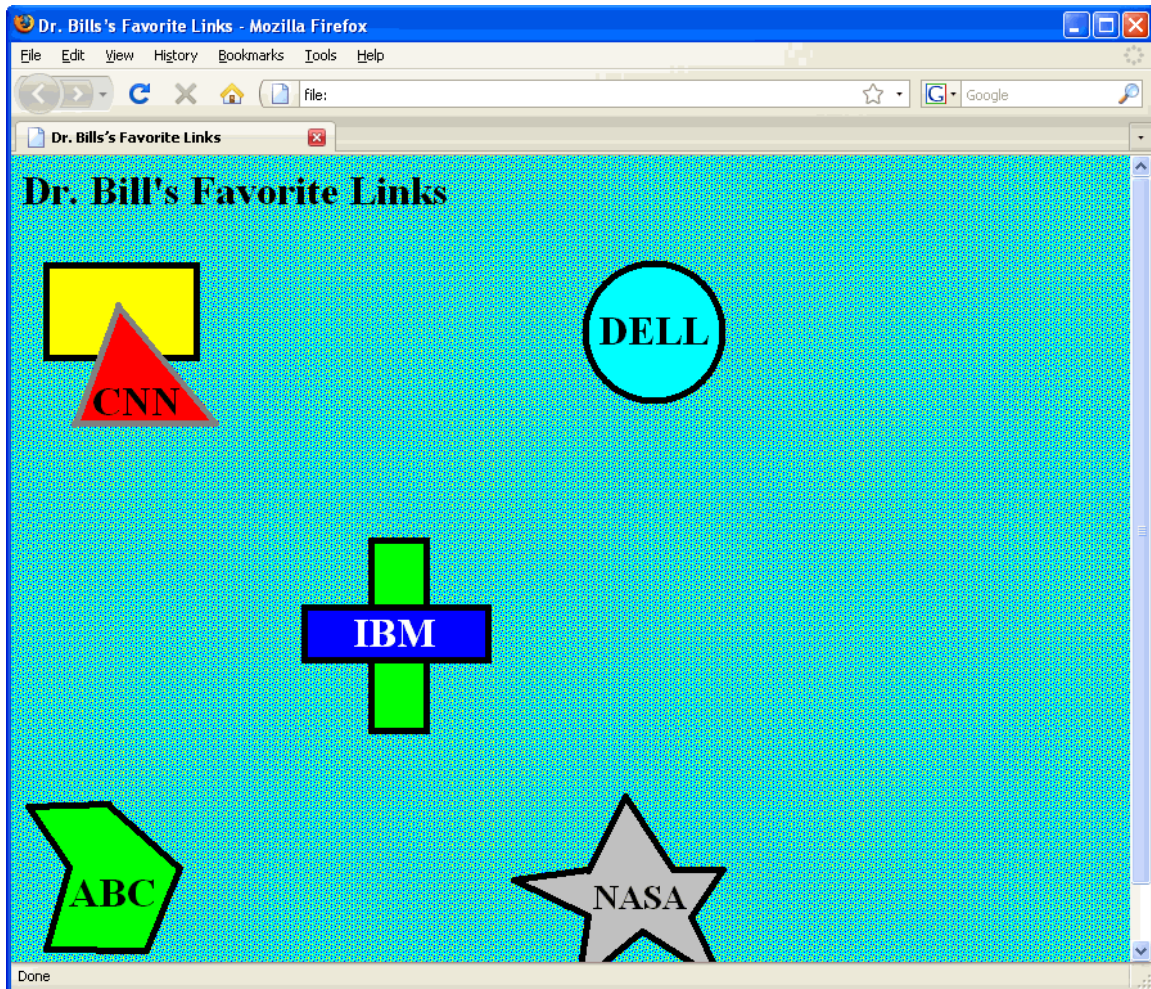 Dr. Bills's Favorite Links - Mozilla Firefox
File Edit View History Bookmarks Tools Help
file: G Google
Dr. Bills's Favorite Links
Dr. Bill's Favorite Links
DELL
CNN
IBM
ABC
NASA
Done